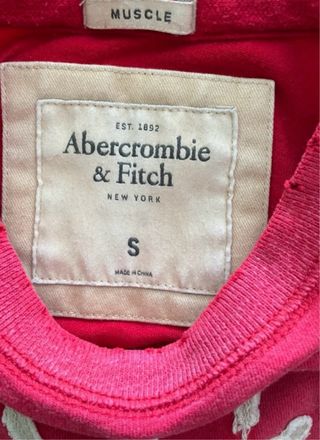 MUSCLE
EST. 1892
Abercrombie
& Fitch
NEW YORK
S
MADE IN CHINA